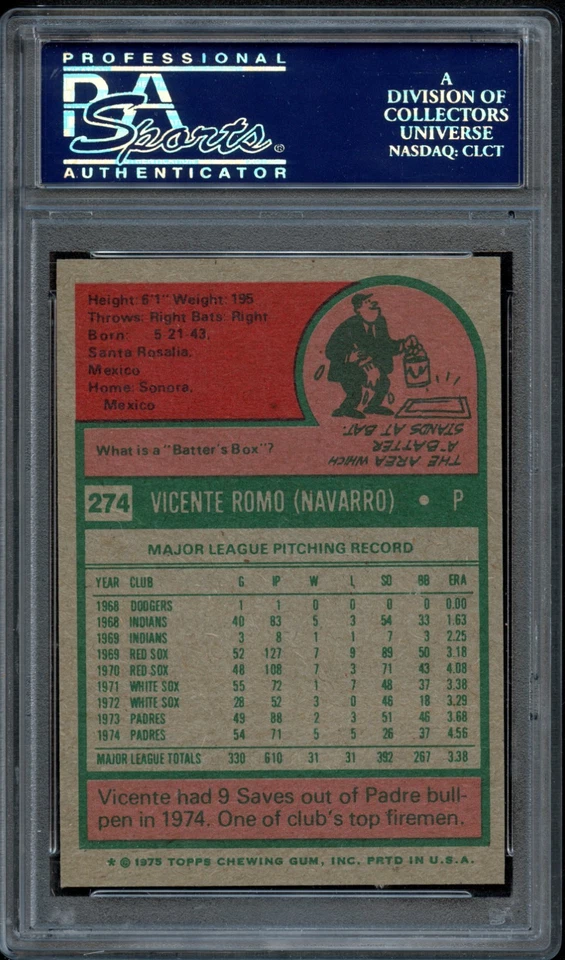 PROFESSIONAL
PSA
Sports®
AUTHENTICATOR
A
DIVISION OF
COLLECTORS
UNIVERSE
NASDAQ: CLCT
Height: 6'1" Weight: 195
Throws: Right Bats: Right
Born: 5-21-43,
Santa Rosalia,
Mexico
Home: Sonora,
Mexico
What is a "Batter's Box"?
THE AREA WHICH
A BATTER
STANDS AT BAT.
274 VICENTE ROMO (NAVARRO) • P
MAJOR LEAGUE PITCHING RECORD
YEAR CLUB G IP W L SO BB ERA
1968 DODGERS 1 1 0 0 0 0 0.00
1968 INDIANS 40 83 5 3 54 33 1.63
1969 INDIANS 3 8 1 1 7 3 2.25
1969 RED SOX 52 127 7 9 89 50 3.18
1970 RED SOX 48 108 7 3 71 43 4.08
1971 WHITE SOX 55 72 1 7 48 37 3.38
1972 WHITE SOX 28 52 3 0 46 18 3.29
1973 PADRES 49 88 2 3 51 46 3.68
1974 PADRES 54 71 5 5 26 37 4.56
MAJOR LEAGUE TOTALS 330 610 31 31 392 267 3.38
Vicente had 9 Saves out of Padre bull-
pen in 1974. One of club's top firemen.
* © 1975 TOPPS CHEWING GUM, INC. PRTD IN U.S.A.